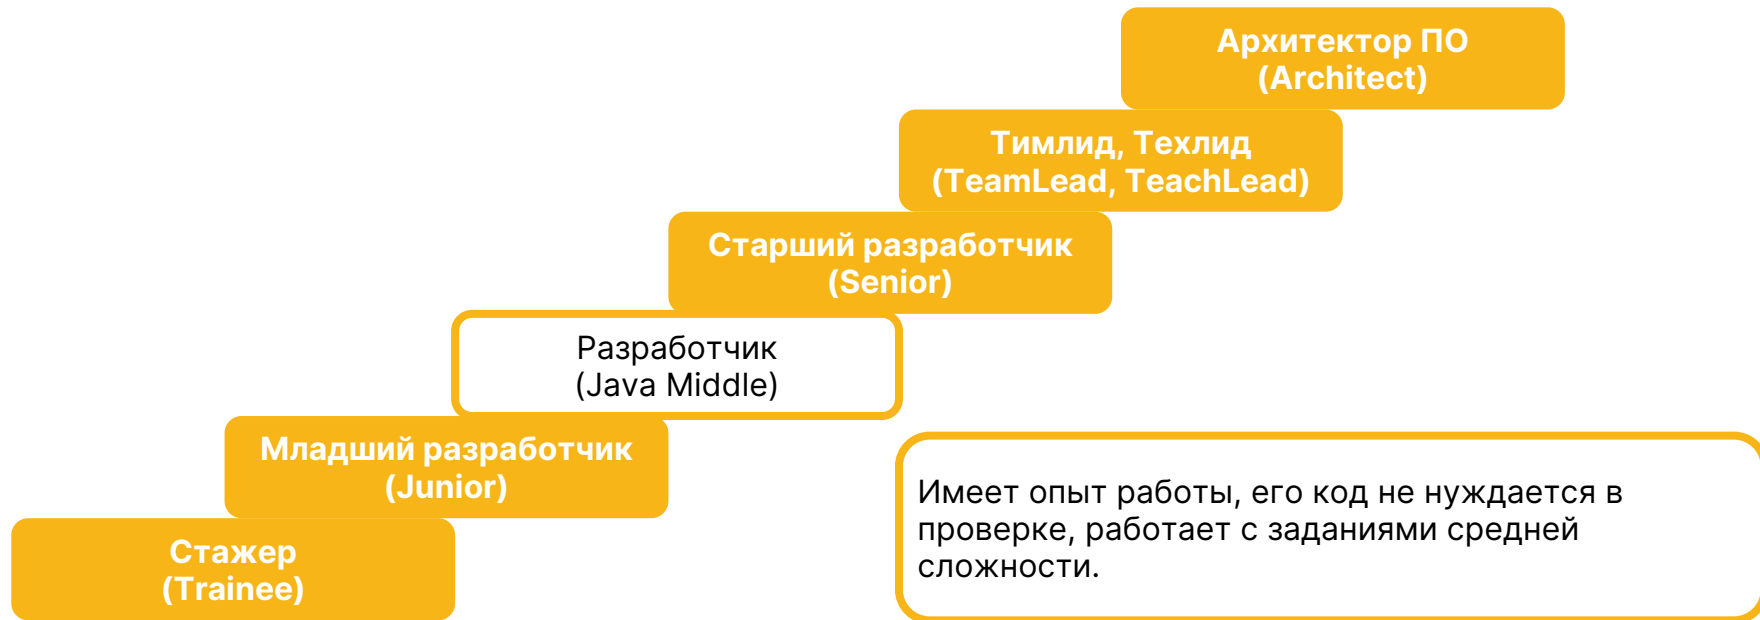 Архитектор ПО
(Architect)
Тимлид, Техлид
(TeamLead, TeachLead)
Старший разработчик
(Senior)
Разработчик
(Java Middle)
Младший разработчик
(Junior)
Стажер
(Trainee)
Имеет опыт работы, его код не нуждается в
проверке, работает с заданиями средней
сложности.